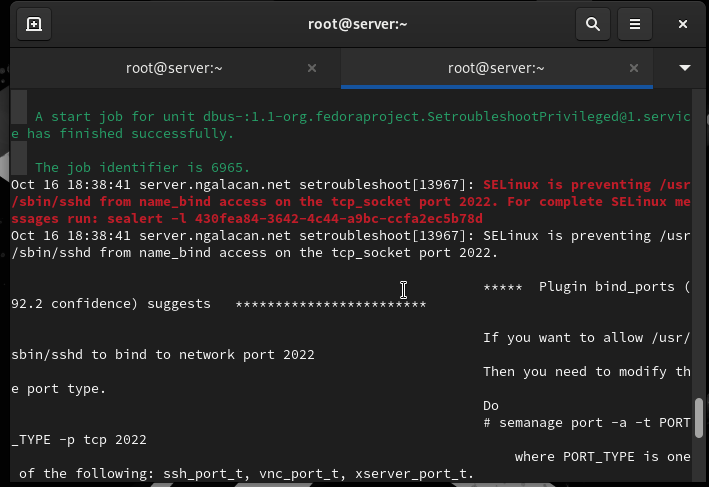 root@server:~
root@server:~
root@server:~
A start job for unit dbus-:1.1-org.fedoraproject.SetroubleshootPrivileged@1.servic
e has finished successfully.
The job identifier is 6965.
Oct 16 18:38:41 server.ngalacan.net setroubleshoot[13967]: SELinux is preventing /usr
/sbin/sshd from name_bind access on the tcp_socket port 2022. For complete SELinux me
ssages run: sealert -l 430fea84-3642-4c44-a9bc-ccfa2ec5b78d
Oct 16 18:38:41 server.ngalacan.net setroubleshoot[13967]: SELinux is preventing /usr
/sbin/sshd from name_bind access on the tcp_socket port 2022.
***** Plugin bind_ports (
92.2 confidence) suggests ************************
If you want to allow /usr/
sbin/sshd to bind to network port 2022
Then you need to modify th
e port type.
Do
# semanage port -a -t PORT
_TYPE -p tcp 2022
where PORT_TYPE is one
of the following: ssh_port_t, vnc_port_t, xserver_port_t.